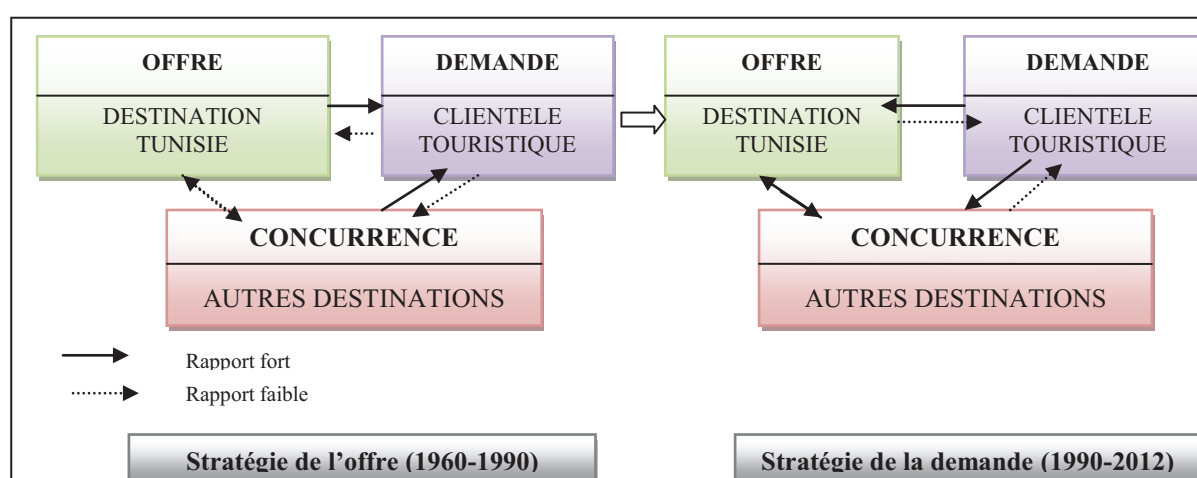 OFFRE
DESTINATION
TUNISIE
DEMANDE
CLIENTELE
TOURISTIQUE
CONCURRENCE
AUTRES DESTINATIONS
OFFRE
DESTINATION
TUNISIE
DEMANDE
CLIENTELE
TOURISTIQUE
CONCURRENCE
AUTRES DESTINATIONS
Rapport fort
Rapport faible
Stratégie de l’offre (1960-1990)
Stratégie de la demande (1990-2012)